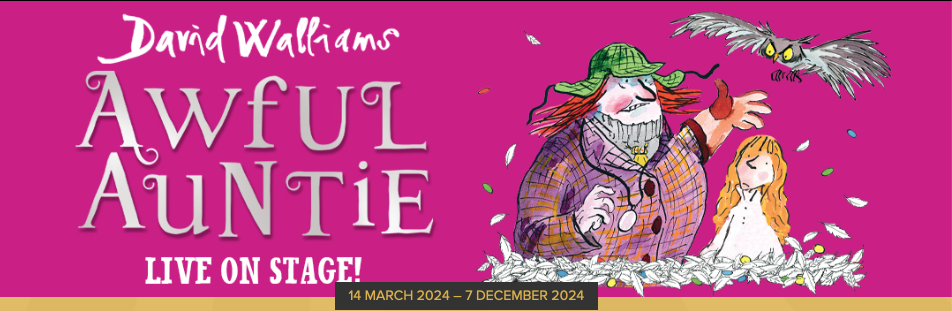 David Walliams
AWFUL
AUNTIE
LIVE ON STAGE!
14 MARCH 2024 – 7 DECEMBER 2024